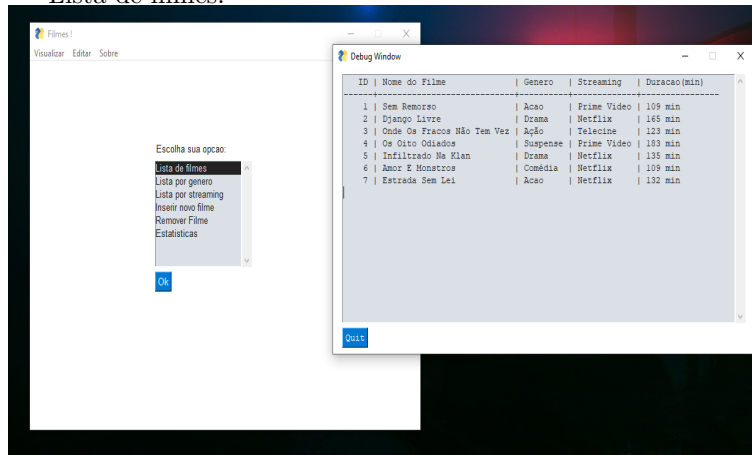 Lista de filmes:
Filmes!
Visualizar Editar Sobre
Escolha sua opcao:
Lista de filmes
Lista por genero
Lista por streaming
Inserir novo filme
Remover Filme
Estatisticas
Ok
Debug Window
ID | Nome do Filme | Genero | Streaming | Duracao(min)
1 | Sem Remorso | Acao | Prime Video | 109 min
2 | Django Livre | Drama | Netflix | 165 min
3 | Onde Os Fracos Não Tem Vez | Ação | Telecine | 123 min
4 | Os Oito Odiados | Suspense | Prime Video | 183 min
5 | Infiltrado Na Klan | Drama | Netflix | 135 min
6 | Amor E Monstros | Comédia | Netflix | 109 min
7 | Estrada Sem Lei | Acao | Netflix | 132 min
Quit